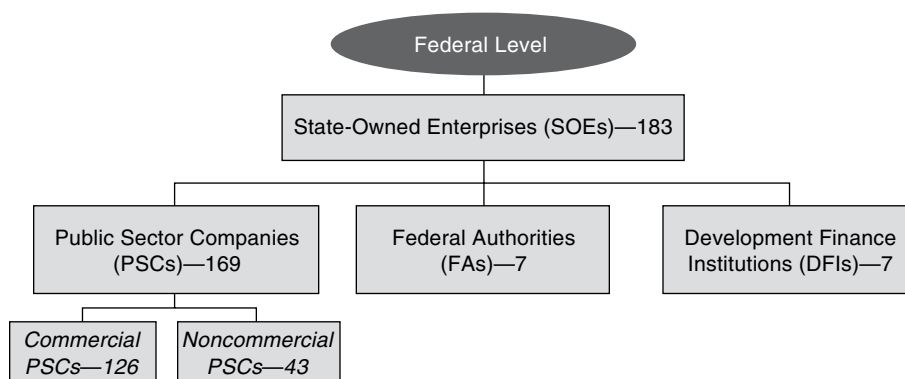 Federal Level
State-Owned Enterprises (SOEs)—183
Public Sector Companies
(PSCs)—169
Federal Authorities
(FAs)—7
Development Finance
Institutions (DFIs)—7
Commercial
PSCs—126
Noncommercial
PSCs—43